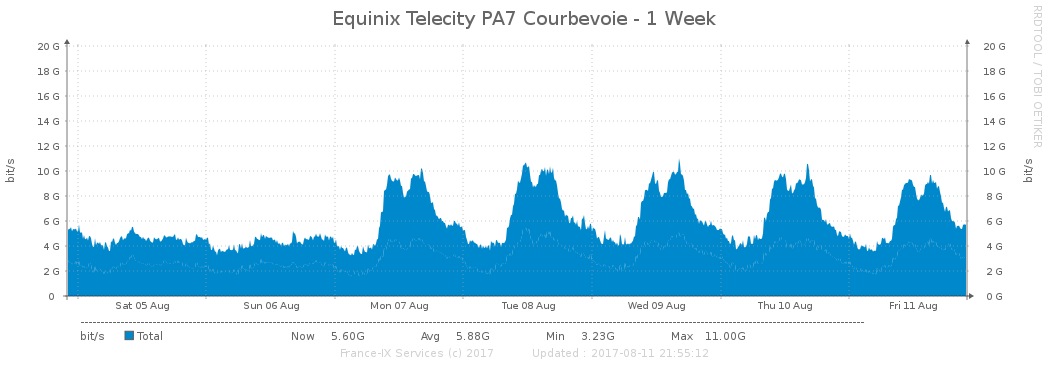 Equinix Telecity PA7 Courbevoie - 1 Week
RRDTOOL / TOBI OETIKER
20 G 20 G
18 G 18 G
16 G 16 G
14 G 14 G
12 G 12 G
10 G 10 G
8 G 8 G
6 G 6 G
4 G 4 G
2 G 2 G
0 0 G
bit/s
bit/s
Sat 05 Aug Sun 06 Aug Mon 07 Aug Tue 08 Aug Wed 09 Aug Thu 10 Aug Fri 11 Aug
bit/s Total Now 5.60G Avg 5.88G Min 3.23G Max 11.00G
France-IX Services (c) 2017 Updated : 2017-08-11 21:55:12